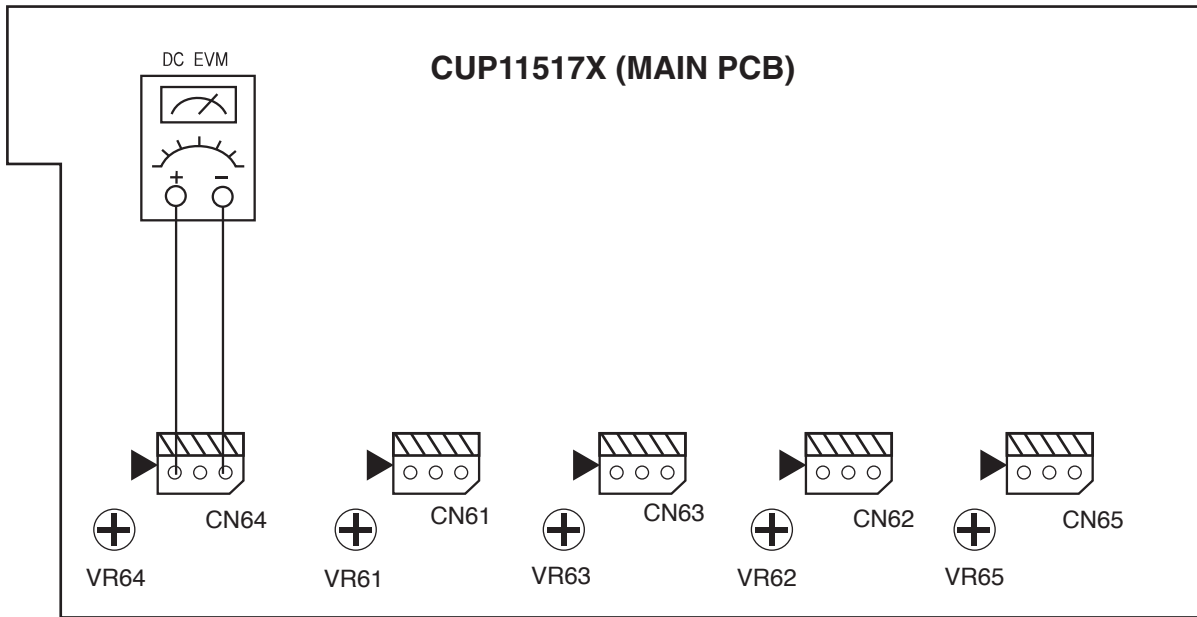 DC EVM
CUP11517X (MAIN PCB)
+ −
CN64
CN61
CN63
CN62
CN65
VR64
VR61
VR63
VR62
VR65